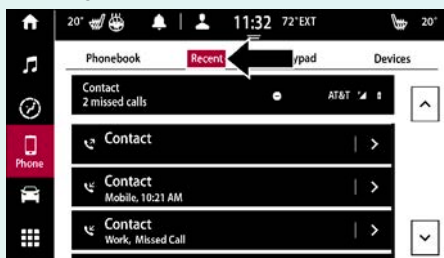 20° 11:32 72°EXT 20°
Phonebook Recent ypad Devices
Contact
2 missed calls
AT&T
Contact
Phone
Contact
Mobile, 10:21 AM
Contact
Work, Missed Call